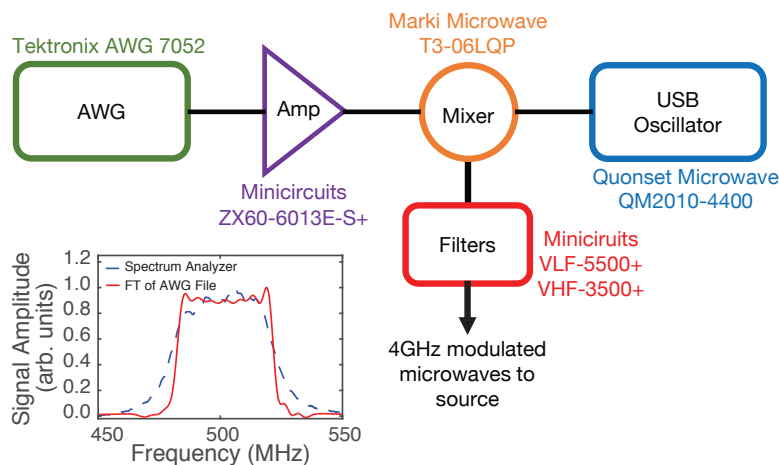 Tektronix AWG 7052
AWG
Amp
Minicircuits
ZX60-6013E-S+
Marki Microwave
T3-06LQP
Mixer
USB
Oscillator
Quonset Microwave
QM2010-4400
Filters
Miniciruits
VLF-5500+
VHF-3500+
4GHz modulated
microwaves to
source
Signal Amplitude
(arb. units)
1.2
1.0
0.8
0.6
0.4
0.2
0.0
Spectrum Analyzer
FT of AWG File
450
500
550
Frequency (MHz)